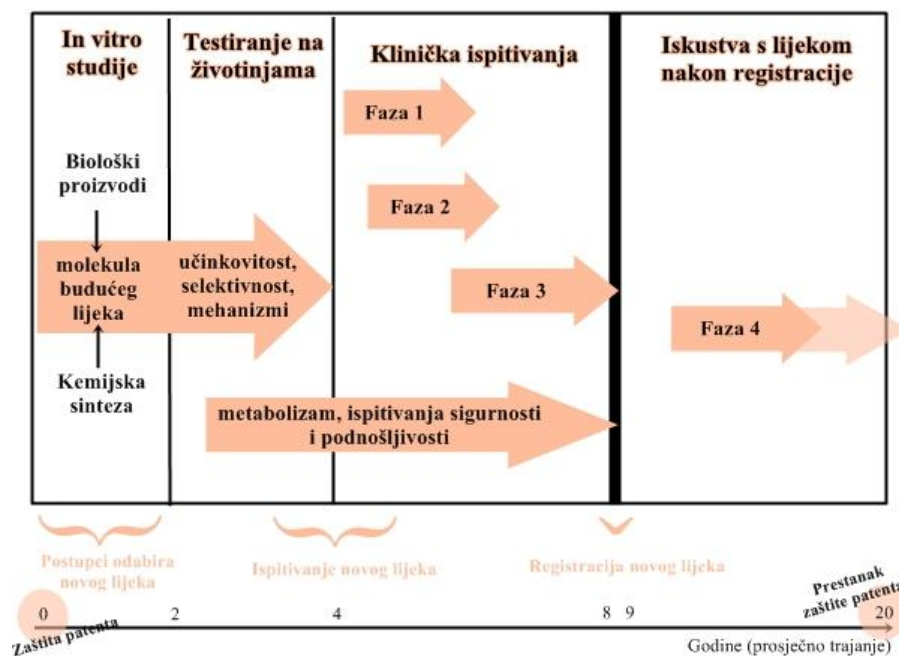 In vitro
studije
Testiranje na
životinjama
Klinička ispitivanja
Iskustva s lijekom
nakon registracije
Faza 1
Biološki
proizvodi
Faza 2
molekula
budućeg
lijeka
učinkovitost,
selektivnost,
mehanizmi
Faza 3
Faza 4
Kemijska
sinteza
metabolizam, ispitivanja sigurnosti
i podnošljivosti
Postupci odabira
novog lijeka
Ispitivanje novog lijeka
Registracija novog lijeka
Prestanak
zaštite patenta
0 2 4 8 9 20
Zaštita patenta
Godine (prosječno trajanje)